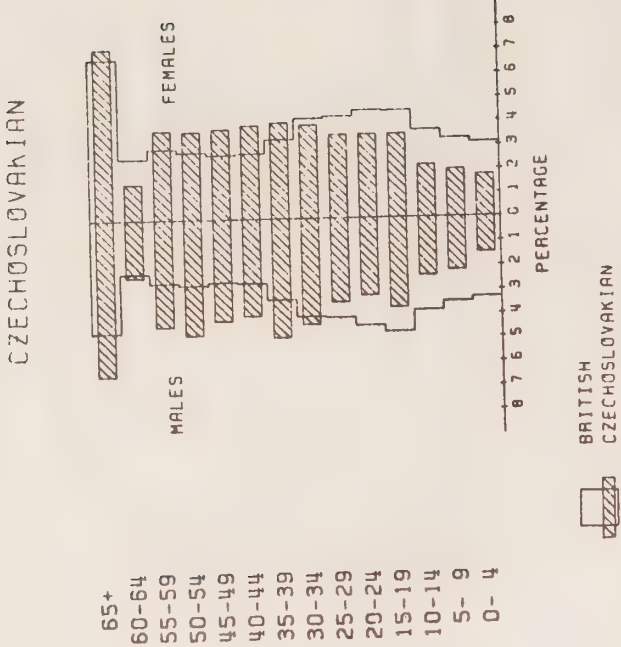 CZECHOSLOVAKIAN
MALES
FEMALES
65+
60-64
55-59
50-54
45-49
40-44
35-39
30-34
25-29
20-24
15-19
10-14
5- 9
0- 4
8 7 6 5 4 3 2 1 0 1 2 3 4 5 6 7 8
PERCENTAGE
BRITISH
CZECHOSLOVAKIAN